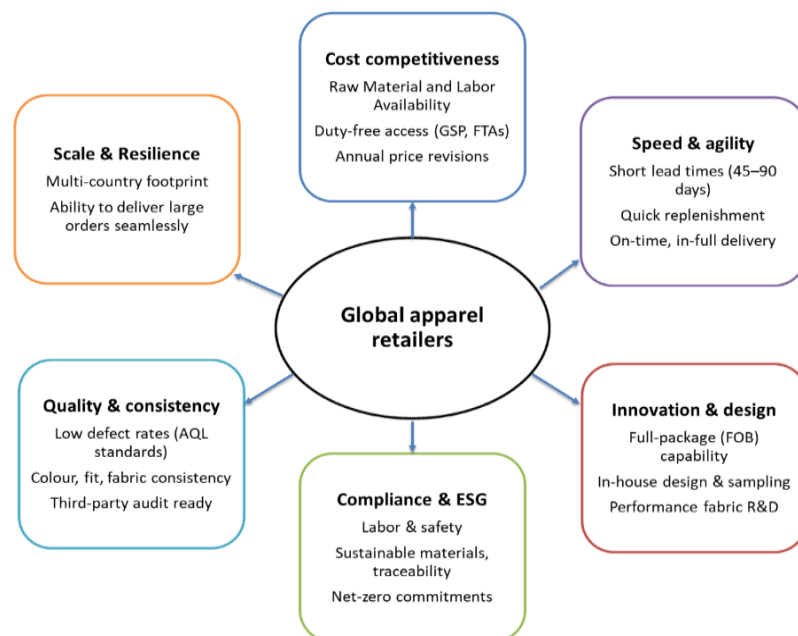 Cost competitiveness
Raw Material and Labor
Availability
Duty-free access (GSP, FTAs)
Annual price revisions
Scale & Resilience
Multi-country footprint
Ability to deliver large
orders seamlessly
Speed & agility
Short lead times (45–90
days)
Quick replenishment
On-time, in-full delivery
Global apparel
retailers
Quality & consistency
Low defect rates (AQL
standards)
Colour, fit, fabric consistency
Third-party audit ready
Innovation & design
Full-package (FOB)
capability
In-house design & sampling
Performance fabric R&D
Compliance & ESG
Labor & safety
Sustainable materials,
traceability
Net-zero commitments